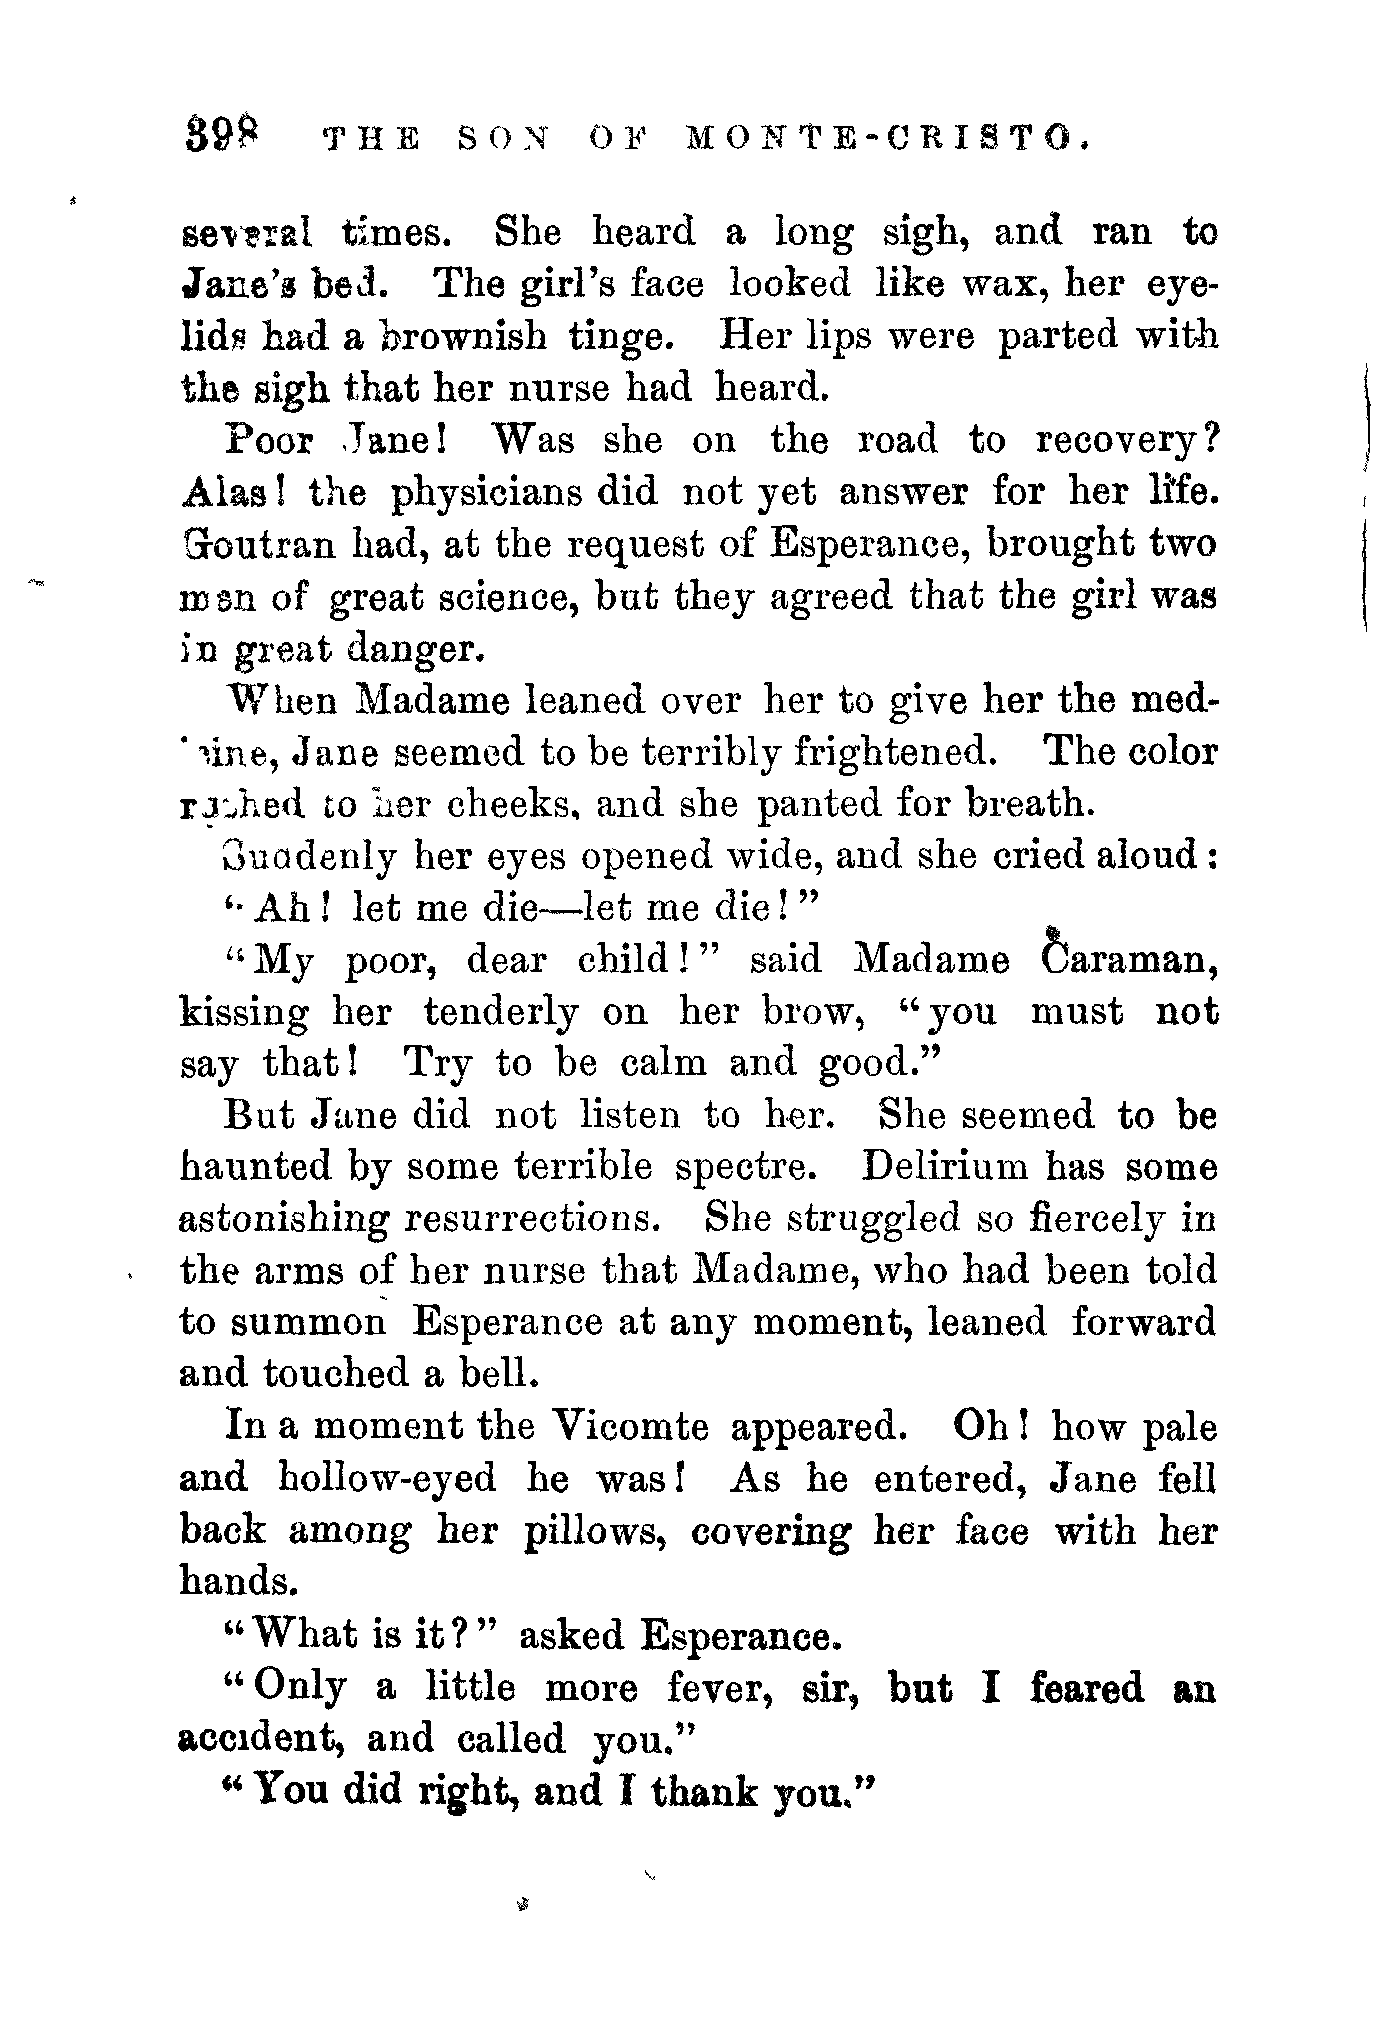 398 THE SON OF MONTE-CRISTO.
several times. She heard a long sigh, and ran to
Jane's bed. The girl's face looked like wax, her eye-
lids had a brownish tinge. Her lips were parted with
the sigh that her nurse had heard.
Poor Jane! Was she on the road to recovery?
Alas! the physicians did not yet answer for her life.
Goutran had, at the request of Esperance, brought two
men of great science, but they agreed that the girl was
in great danger.
When Madame leaned over her to give her the med-
icine, Jane seemed to be terribly frightened. The color
rushed to her cheeks, and she panted for breath.
Suddenly her eyes opened wide, and she cried aloud:
"Ah! let me die—let me die!"
"My poor, dear child!" said Madame Caraman,
kissing her tenderly on her brow, "you must not
say that! Try to be calm and good."
But Jane did not listen to her. She seemed to be
haunted by some terrible spectre. Delirium has some
astonishing resurrections. She struggled so fiercely in
the arms of her nurse that Madame, who had been told
to summon Esperance at any moment, leaned forward
and touched a bell.
In a moment the Vicomte appeared. Oh! how pale
and hollow-eyed he was! As he entered, Jane fell
back among her pillows, covering her face with her
hands.
"What is it?" asked Esperance.
"Only a little more fever, sir, but I feared an
accident, and called you."
"You did right, and I thank you."